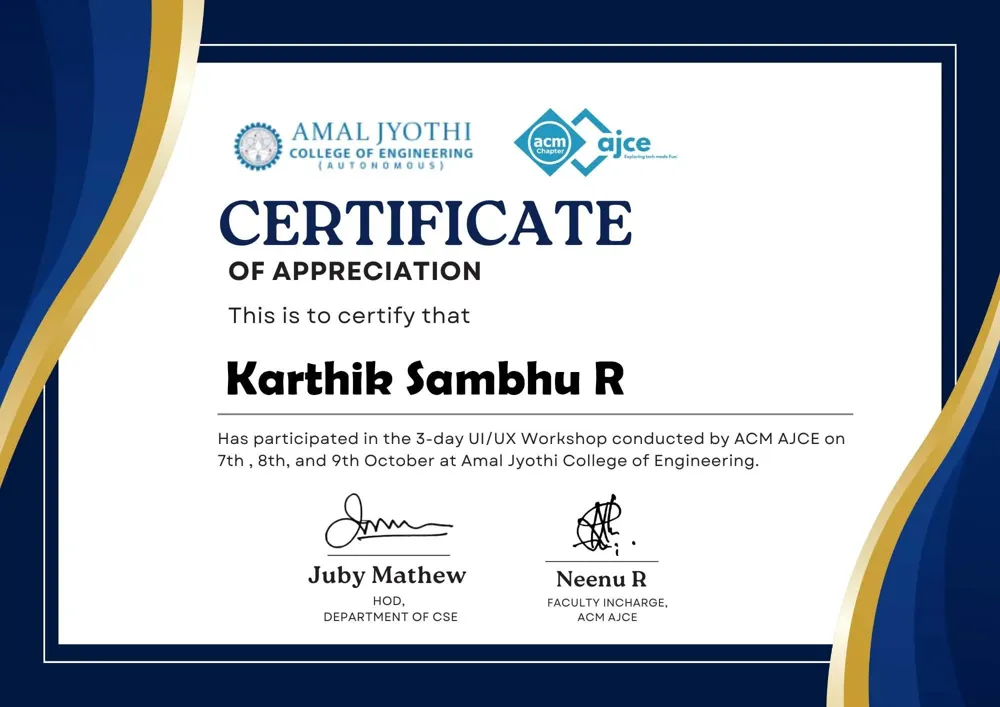 AMAL JYOTHI
COLLEGE OF ENGINEERING
(AUTONOMOUS)
acm
Chapter
ajce
Exploring tech made Fun.
CERTIFICATE
OF APPRECIATION
This is to certify that
Karthik Sambhu R
Has participated in the 3-day UI/UX Workshop conducted by ACM AJCE on
7th , 8th, and 9th October at Amal Jyothi College of Engineering.
Juby Mathew
HOD,
DEPARTMENT OF CSE
Neenu R
FACULTY INCHARGE,
ACM AJCE